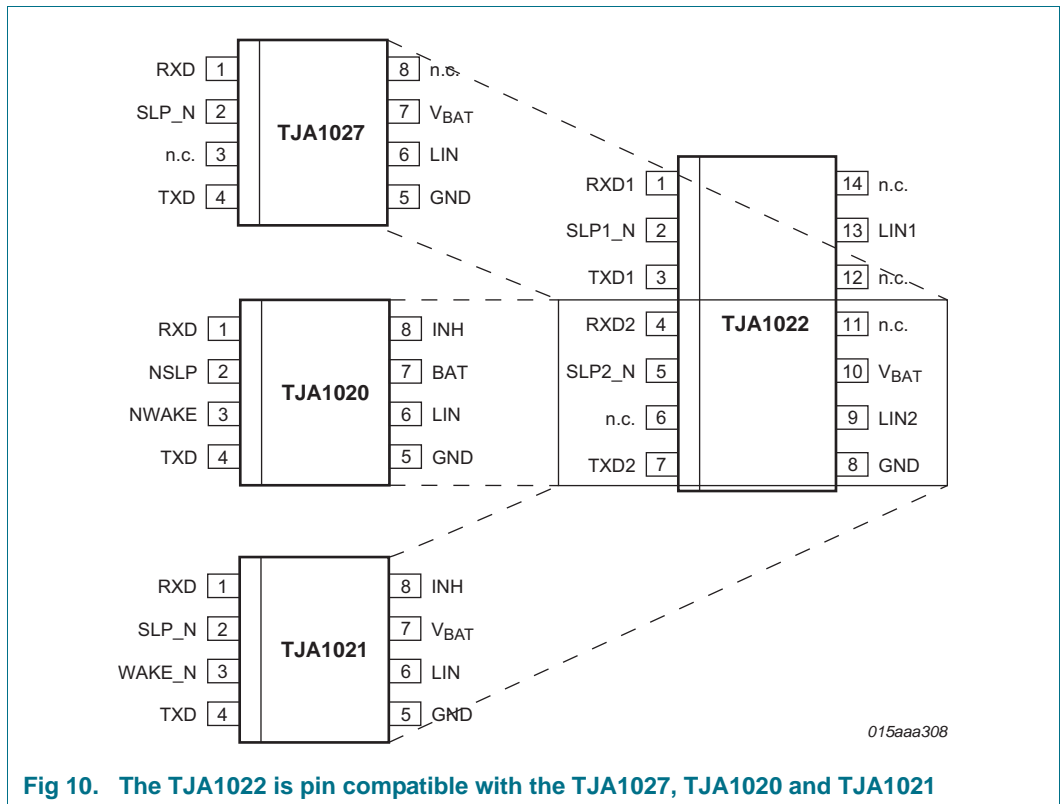 RXD 1 8 n.c.
SLP_N 2 7 VBAT
TJA1027
n.c. 3 6 LIN
TXD 4 5 GND
RXD1 1 14 n.c.
SLP1_N 2 13 LIN1
TXD1 3 12 n.c.
RXD2 4 TJA1022 11 n.c.
SLP2_N 5 10 VBAT
n.c. 6 9 LIN2
TXD2 7 8 GND
RXD 1 8 INH
NSLP 2 7 BAT
TJA1020
NWAKE 3 6 LIN
TXD 4 5 GND
RXD 1 8 INH
SLP_N 2 7 VBAT
TJA1021
WAKE_N 3 6 LIN
TXD 4 5 GND
015aaa308
Fig 10. The TJA1022 is pin compatible with the TJA1027, TJA1020 and TJA1021